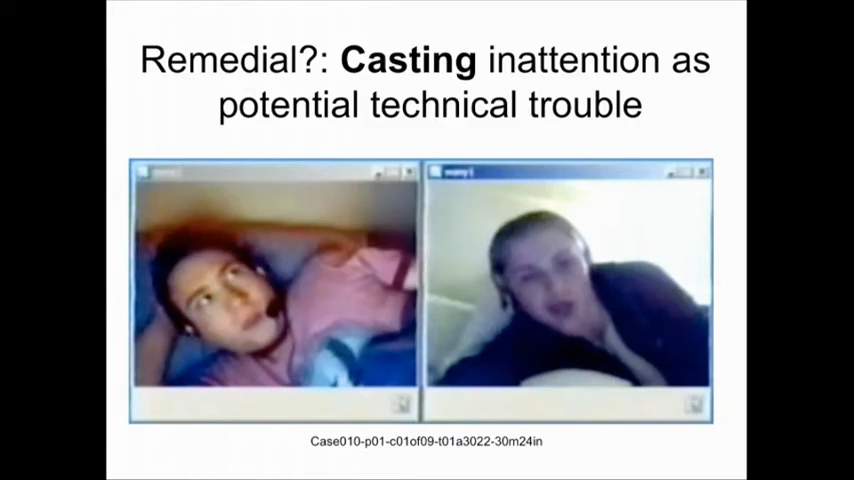 Remedial?: Casting inattention as
potential technical trouble
Case010-p01-c01of09-t01a3022-30m24in